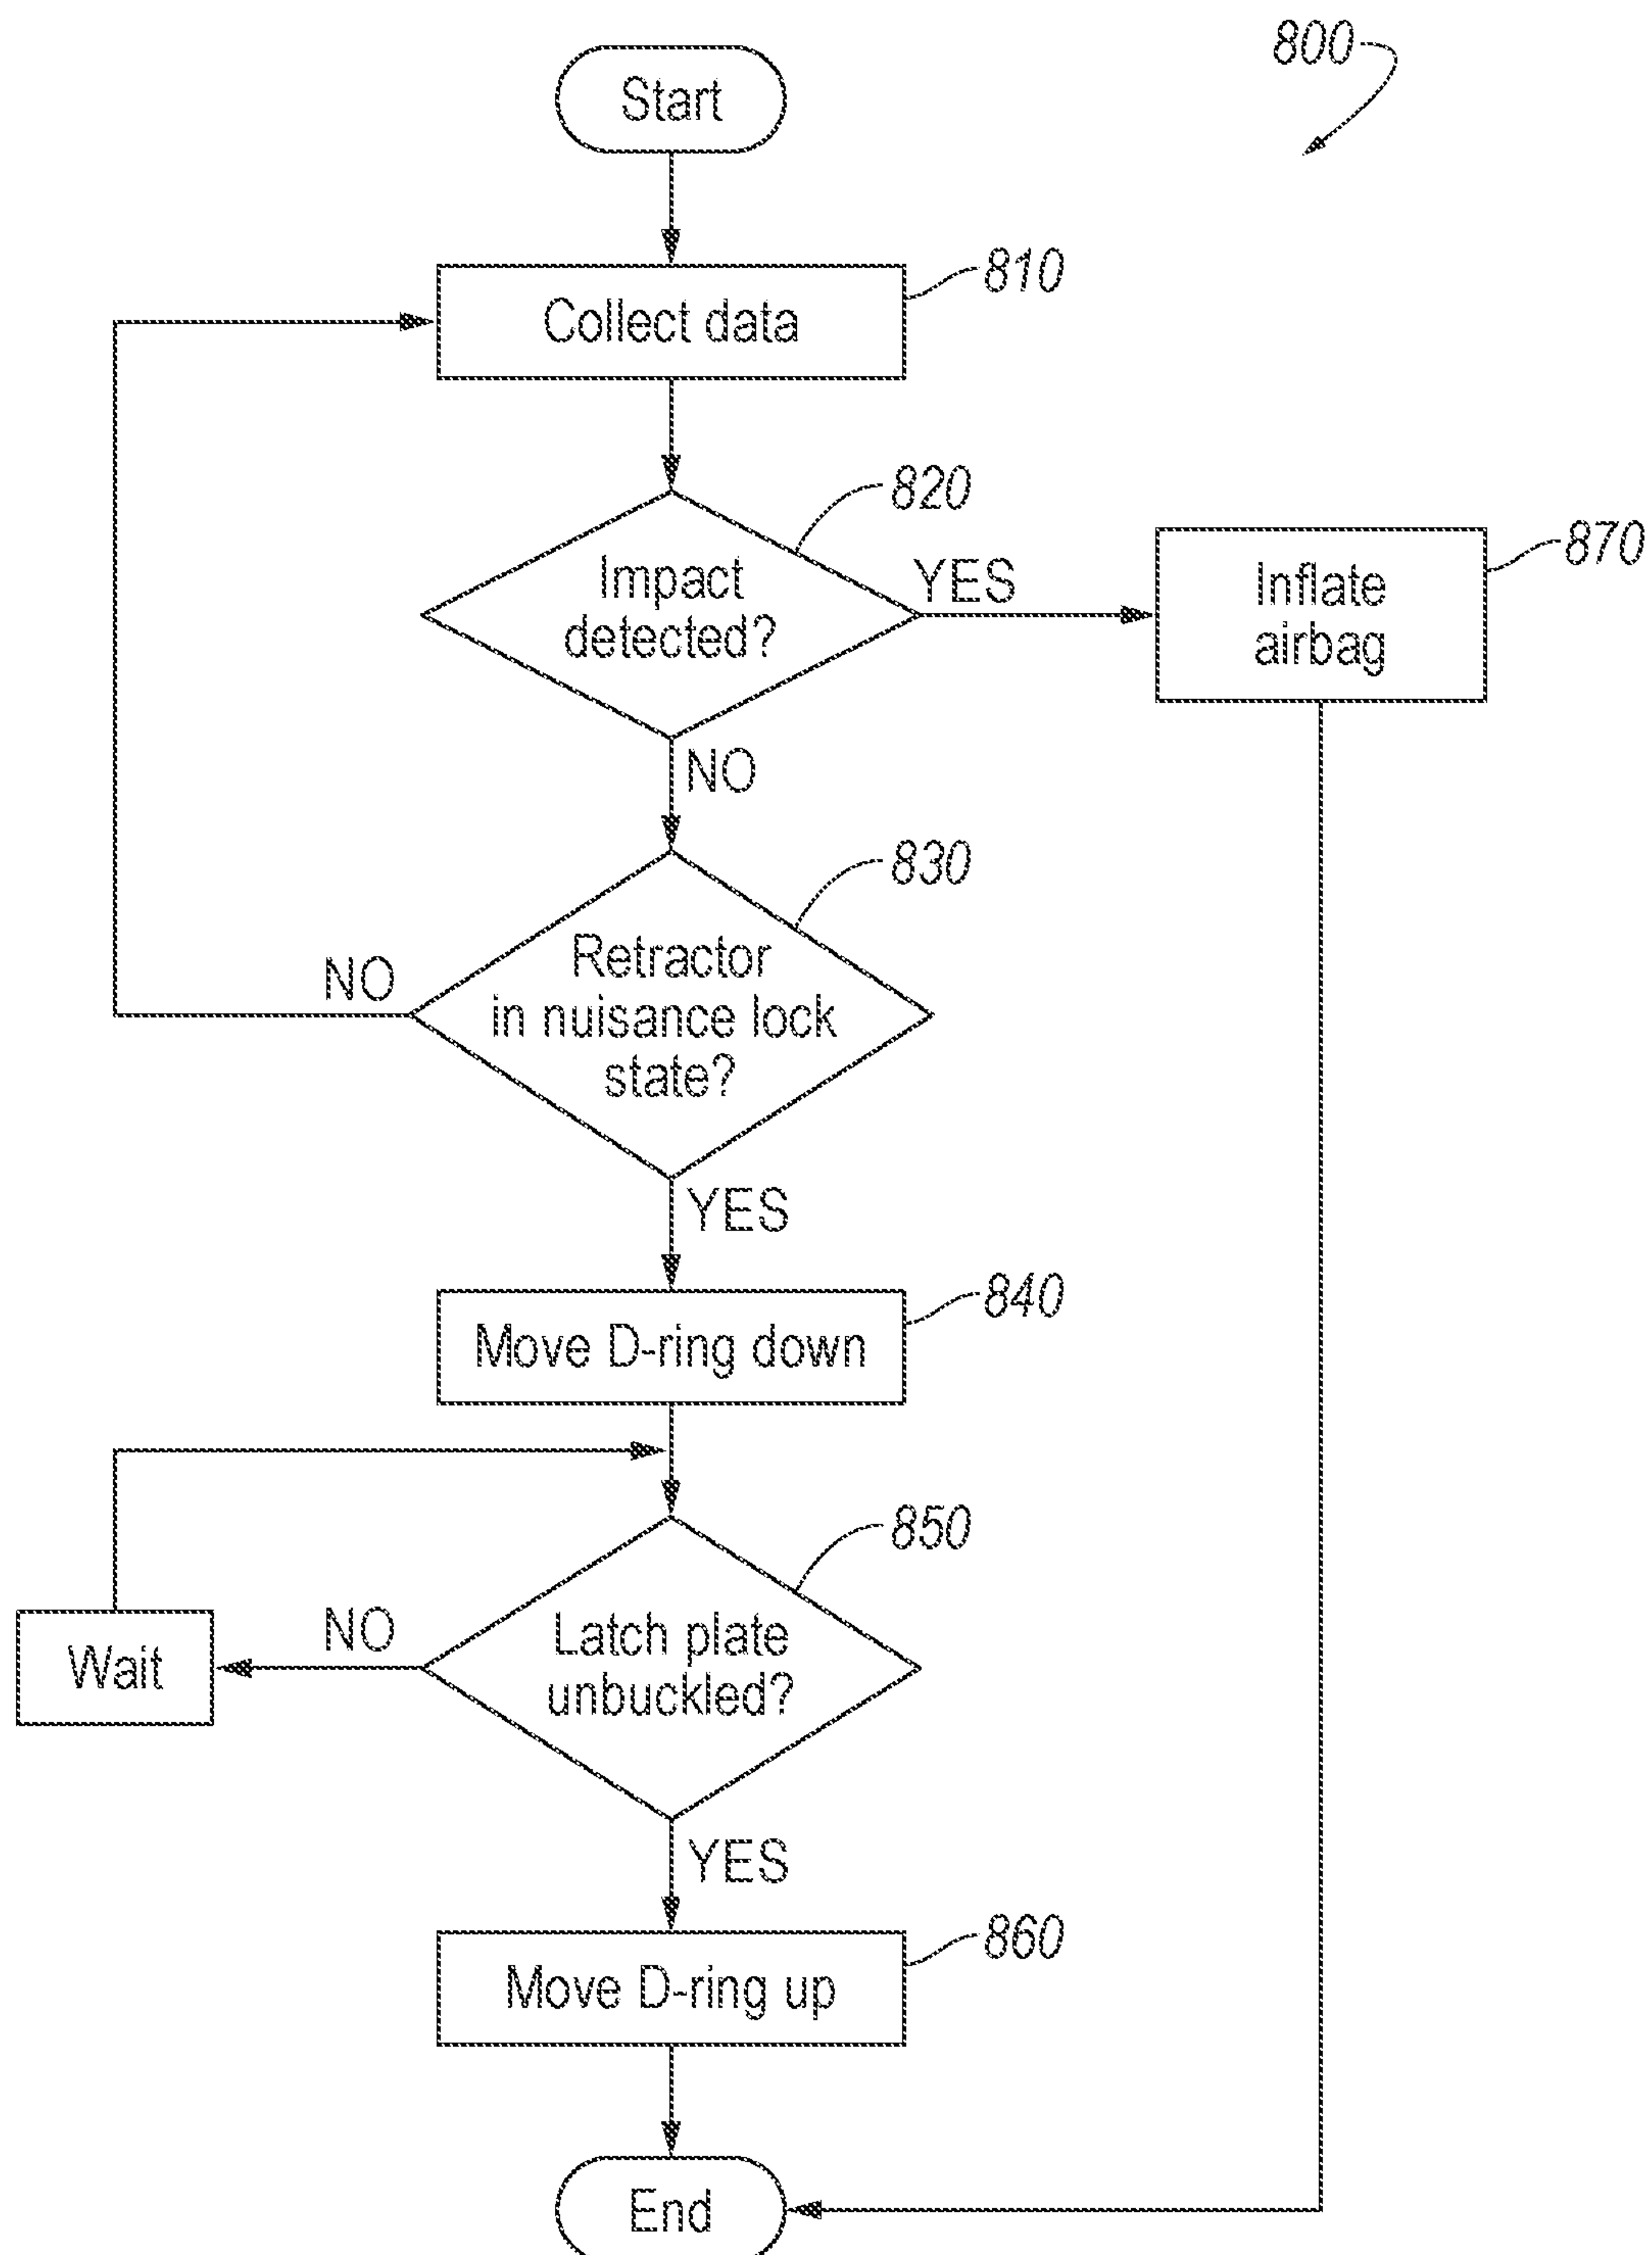 800
Start
810
Collect data
820
Impact
detected?
YES
870
Inflate
airbag
NO
830
Retractor
in nuisance lock
state?
NO
YES
840
Move D-ring down
850
Latch plate
unbuckled?
NO
Wait
YES
860
Move D-ring up
End